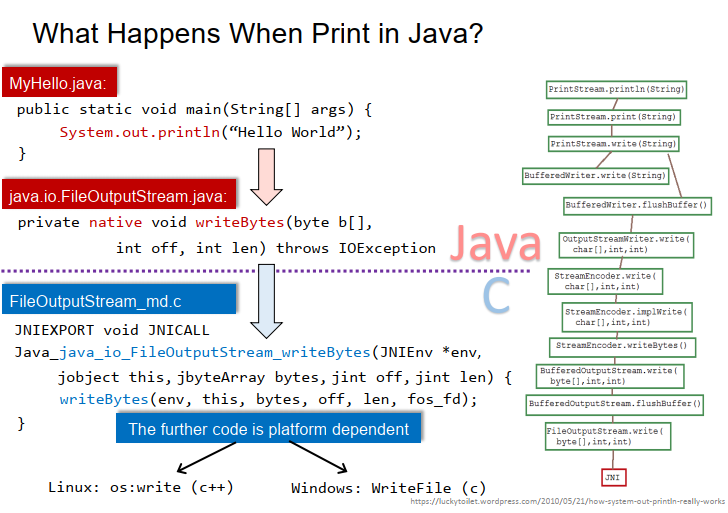 What Happens When Print in Java?
MyHello.java:
public static void main(String[] args) {
System.out.println(“Hello World”);
}
java.io.FileOutputStream.java:
private native void writeBytes(byte b[],
int off, int len) throws IOException
Java
C
FileOutputStream_md.c
JNIEXPORT void JNICALL
Java_java_io_FileOutputStream_writeBytes(JNIEnv *env,
jobject this, jbyteArray bytes, jint off, jint len) {
writeBytes(env, this, bytes, off, len, fos_fd);
}
The further code is platform dependent
Linux: os:write (c++)
Windows: WriteFile (c)
PrintStream.println(String)
PrintStream.print(String)
PrintStream.write(String)
BufferedWriter.write(String)
BufferedWriter.flushBuffer()
OutputStreamWriter.write(
char[],int,int)
StreamEncoder.write(
char[],int,int)
StreamEncoder.implWrite(
char[],int,int)
StreamEncoder.writeBytes()
BufferedOutputStream.write(
byte[],int,int)
BufferedOutputStream.flushBuffer()
FileOutputStream.write(
byte[],int,int)
JNI
https://luckytoilet.wordpress.com/2010/05/21/how-system-out-println-really-works